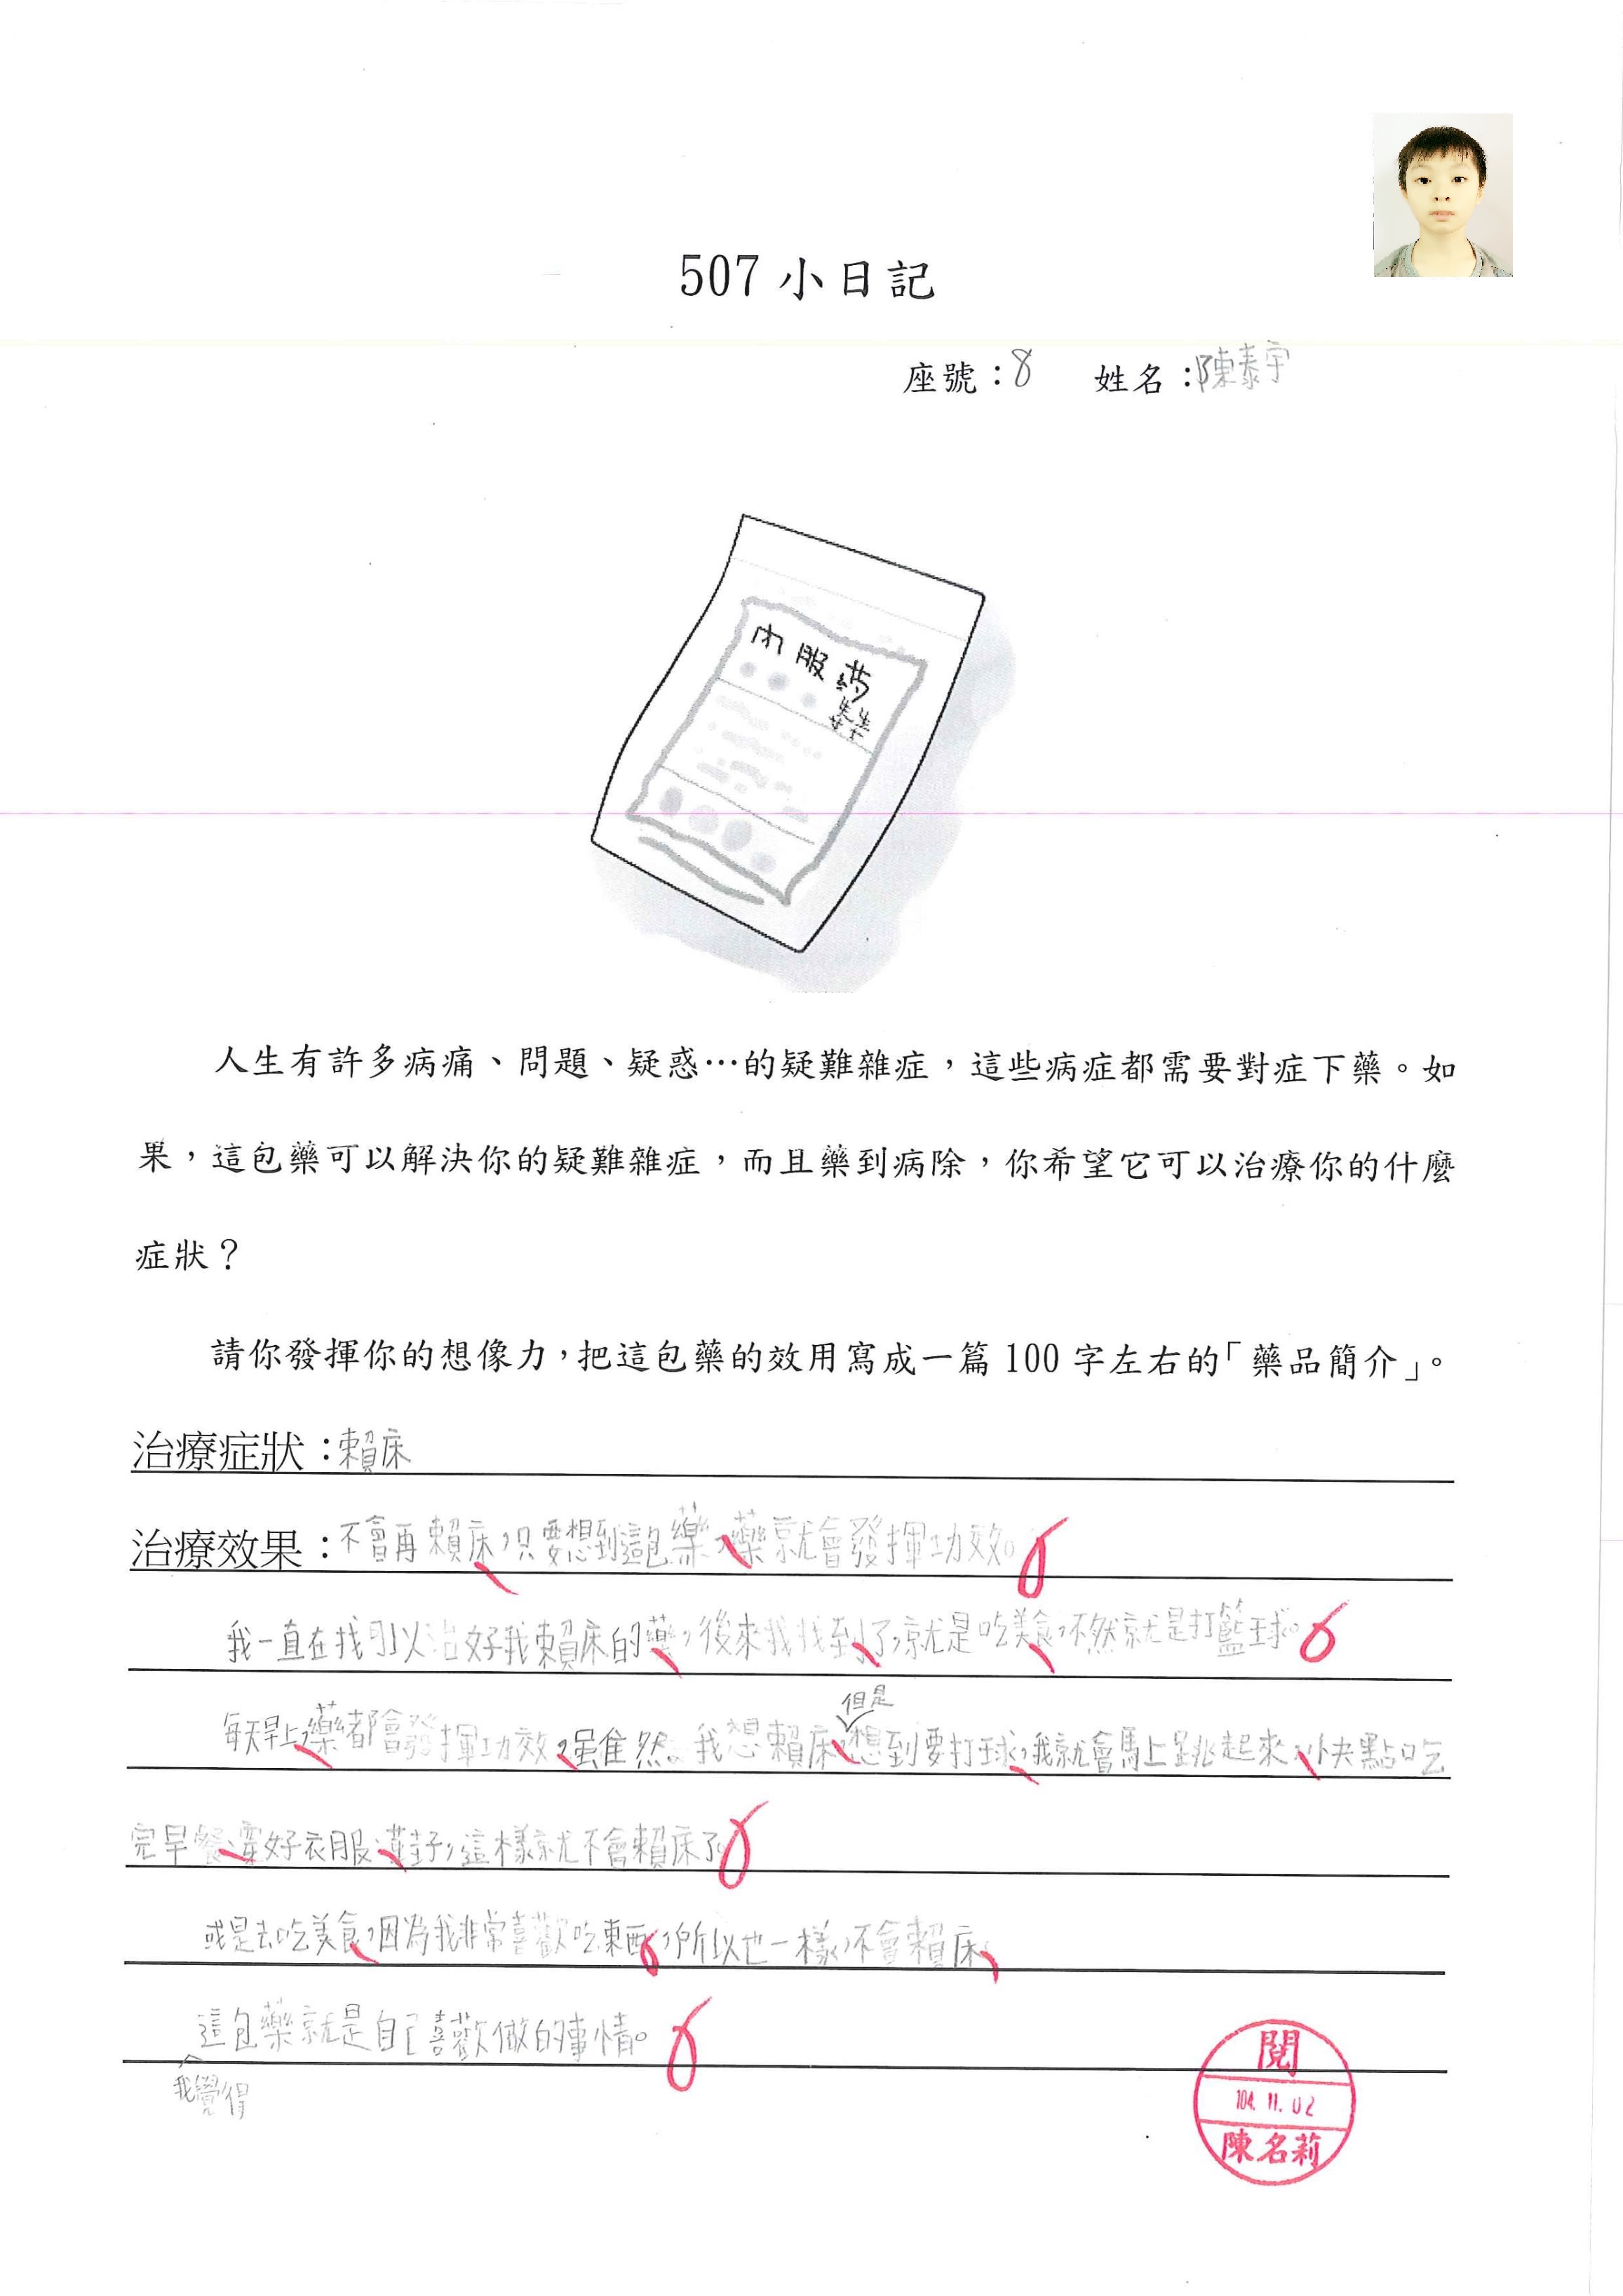 507 小日記
座號：8 姓名：陳泰宇
內服药
人生有許多病痛、問題、疑惑…的疑難雜症，這些病症都需要對症下藥。如
果，這包藥可以解決你的疑難雜症，而且藥到病除，你希望它可以治療你的什麼
症狀？
請你發揮你的想像力，把這包藥的效用寫成一篇 100 字左右的「藥品簡介」。
治療症狀：賴床
治療效果：不會再賴床，只要想到這包藥，藥就會發揮功效。
我一直在找可以治好我賴床的藥，後來我找到了，就是吃美食，不然就是打籃球。
但是
每天早上，藥都會發揮功效，雖然我想賴床，想到要打球，我就會馬上跳起來，快點吃
完早餐、穿好衣服、鞋子，這樣就不會賴床了。
或是去吃美食，因為我非常喜歡吃東西，所以也一樣，不會賴床，
這包藥就是自己喜歡做的事情。
我覺得
閱
104.11.02
陳名莉